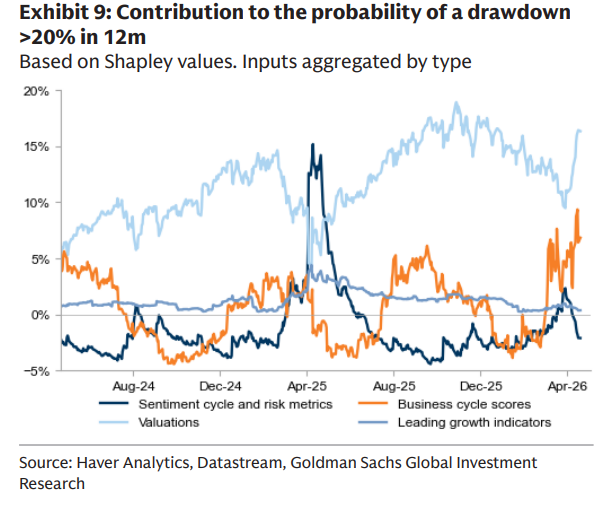 Exhibit 9: Contribution to the probability of a drawdown
>20% in 12m
Based on Shapley values. Inputs aggregated by type
20%
15%
10%
5%
0%
−5%
Aug-24 Dec-24 Apr-25 Aug-25 Dec-25 Apr-26
Sentiment cycle and risk metrics Business cycle scores
Valuations Leading growth indicators
Source: Haver Analytics, Datastream, Goldman Sachs Global Investment
Research